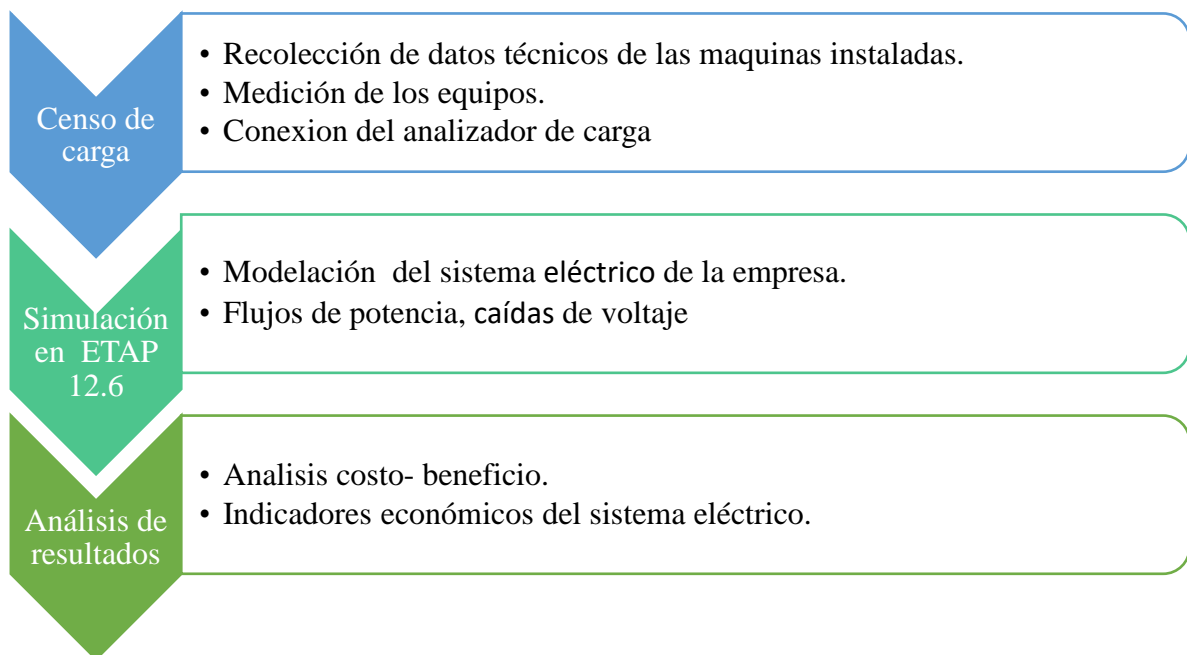 Censo de
carga
• Recolección de datos técnicos de las maquinas instaladas.
• Medición de los equipos.
• Conexion del analizador de carga
Simulación
en ETAP
12.6
• Modelación del sistema eléctrico de la empresa.
• Flujos de potencia, caídas de voltaje
Análisis de
resultados
• Analisis costo- beneficio.
• Indicadores económicos del sistema eléctrico.